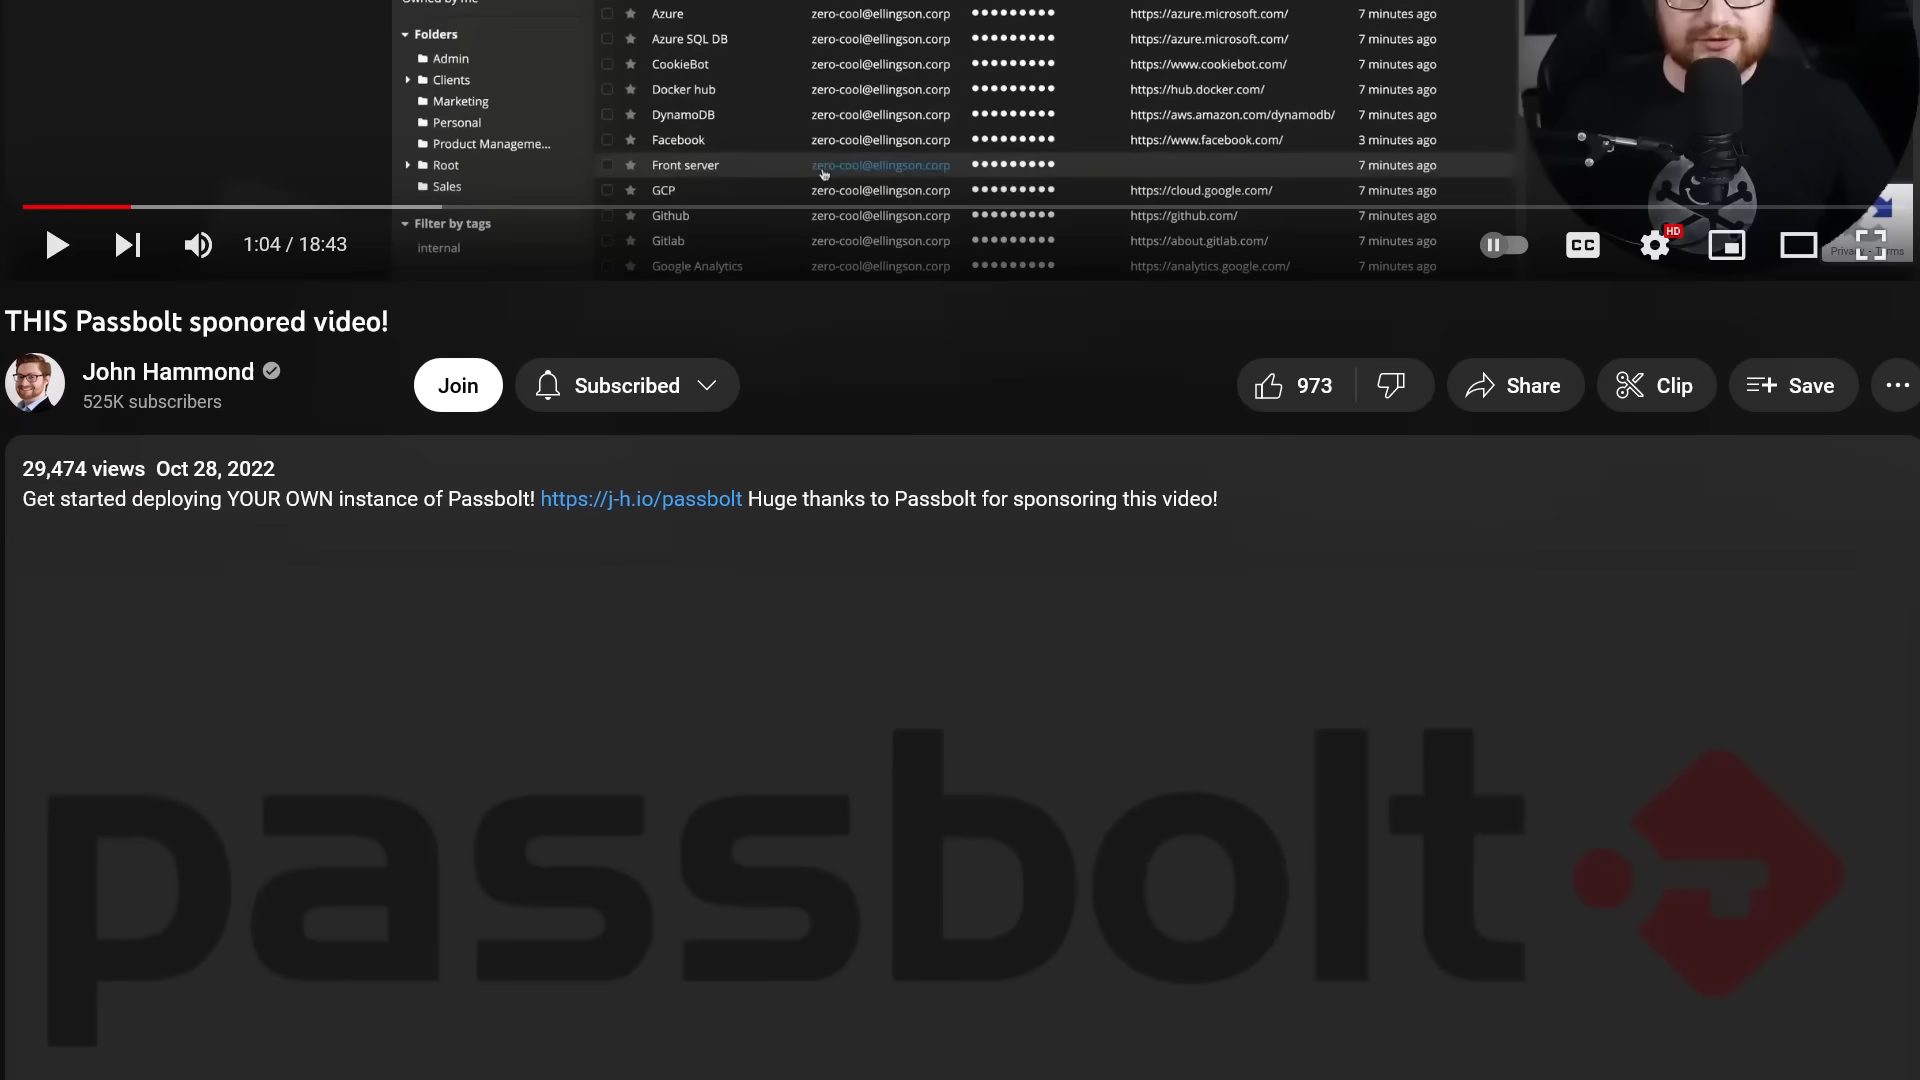 Owned by me
Azure zero-cool@ellingson.corp ●●●●●●●●● https://azure.microsoft.com/ 7 minutes ago
Folders
Azure SQL DB zero-cool@ellingson.corp ●●●●●●●●● https://azure.microsoft.com/ 7 minutes ago
Admin
CookieBot zero-cool@ellingson.corp ●●●●●●●●● https://www.cookiebot.com/ 7 minutes ago
Clients
Docker hub zero-cool@ellingson.corp ●●●●●●●●● https://hub.docker.com/ 7 minutes ago
Marketing
DynamoDB zero-cool@ellingson.corp ●●●●●●●●● https://aws.amazon.com/dynamodb/ 7 minutes ago
Personal
Facebook zero-cool@ellingson.corp ●●●●●●●●● https://www.facebook.com/ 3 minutes ago
Product Manageme...
Root
Front server zero-cool@ellingson.corp ●●●●●●●●● 7 minutes ago
Sales
GCP zero-cool@ellingson.corp ●●●●●●●●● https://cloud.google.com/ 7 minutes ago
Github zero-cool@ellingson.corp ●●●●●●●●● https://github.com/ 7 minutes ago
Filter by tags
Gitlab zero-cool@ellingson.corp ●●●●●●●●● https://about.gitlab.com/ 7 minutes ago
internal
Google Analytics zero-cool@ellingson.corp ●●●●●●●●● https://analytics.google.com/ 7 minutes ago
1:04 / 18:43
CC
HD
THIS Passbolt sponored video!
John Hammond
525K subscribers
Join
Subscribed
973
Share
Clip
Save
29,474 views Oct 28, 2022
Get started deploying YOUR OWN instance of Passbolt! https://j-h.io/passbolt Huge thanks to Passbolt for sponsoring this video!
passbolt